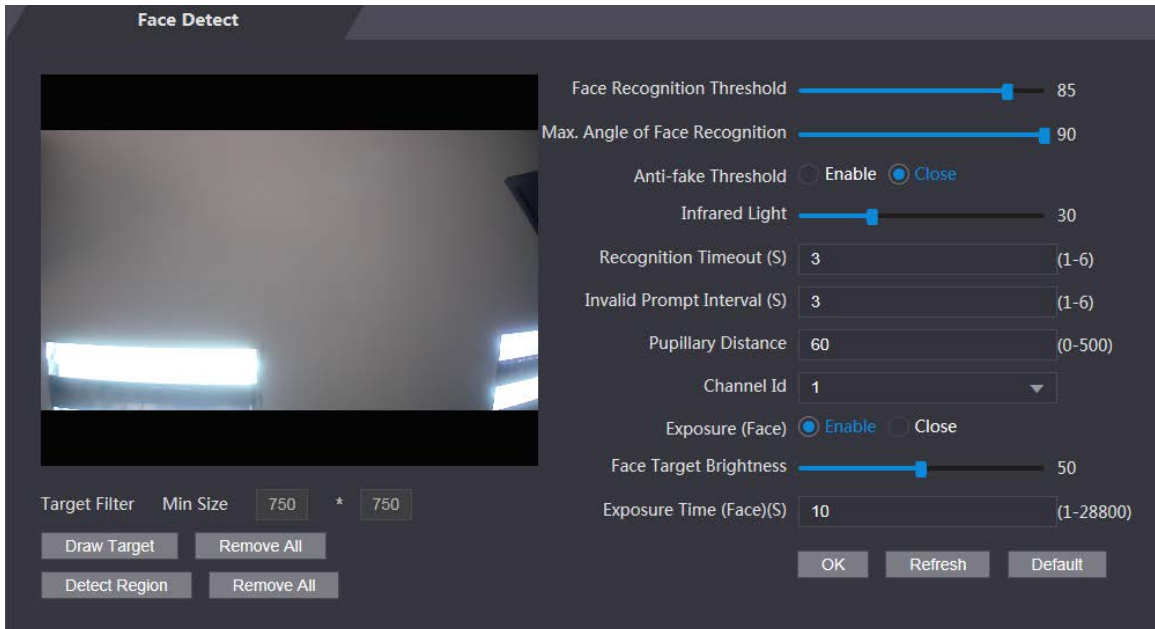 Face Detect
Face Recognition Threshold 85
Max. Angle of Face Recognition 90
Anti-fake Threshold Enable Close
Infrared Light 30
Recognition Timeout (S) 3 (1-6)
Invalid Prompt Interval (S) 3 (1-6)
Pupillary Distance 60 (0-500)
Channel Id 1
Exposure (Face) Enable Close
Face Target Brightness 50
Exposure Time (Face)(S) 10 (1-28800)
OK Refresh Default
Target Filter Min Size 750 * 750
Draw Target Remove All
Detect Region Remove All